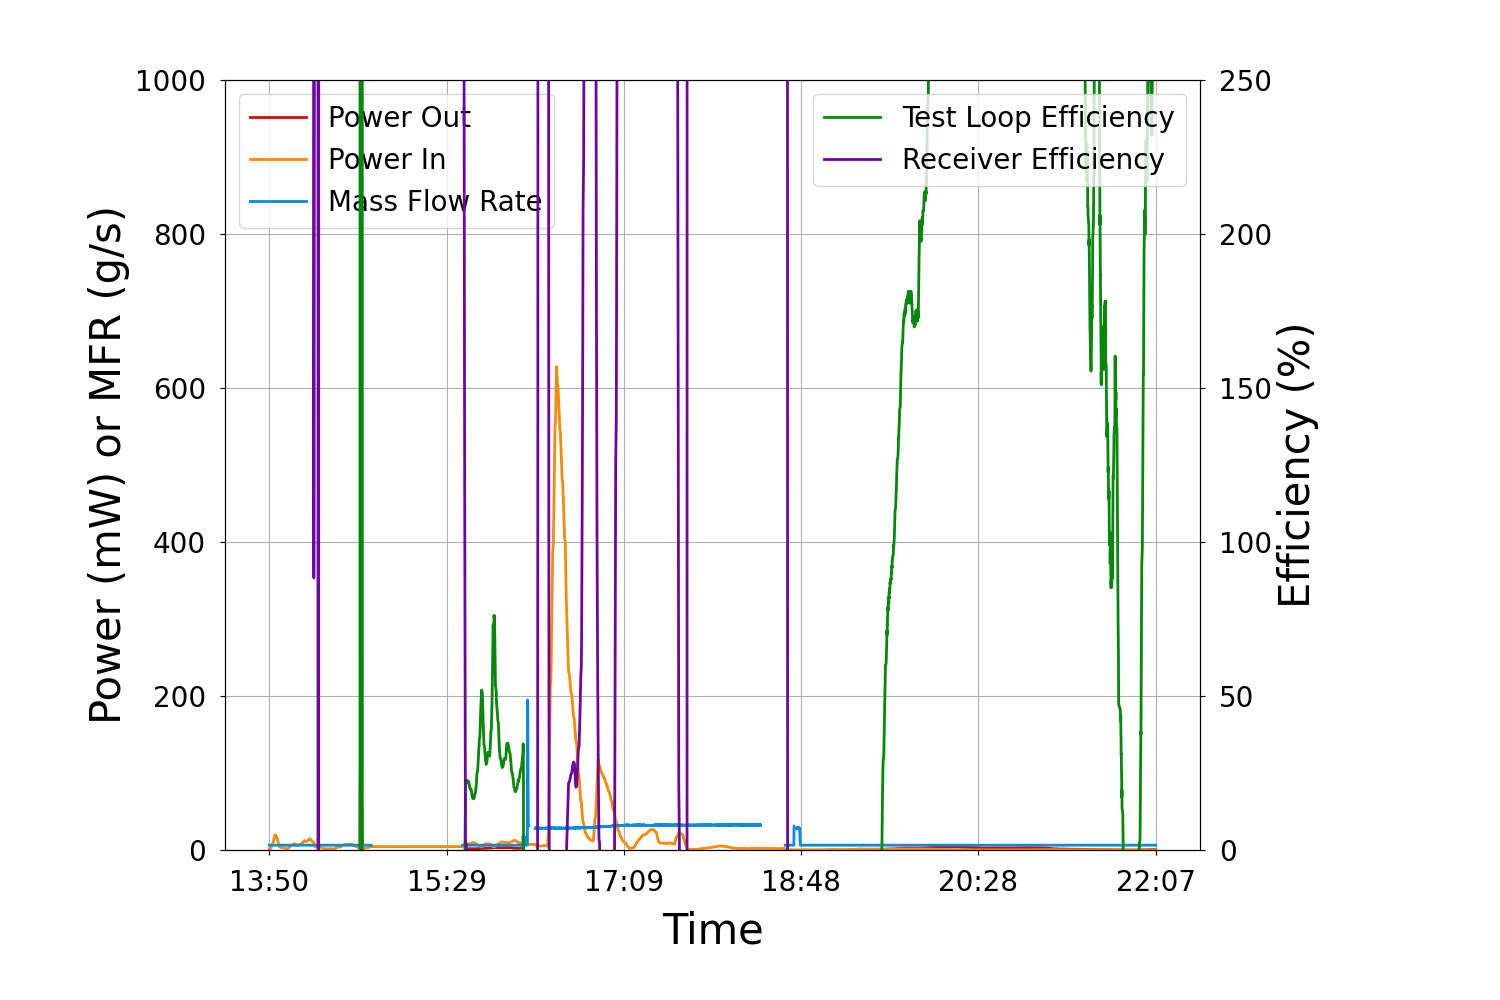 1000
800
600
400
200
0
Power (mW) or MFR (g/s)
Power Out
Power In
Mass Flow Rate
Test Loop Efficiency
Receiver Efficiency
250
200
150
100
50
0
Efficiency (%)
13:50 15:29 17:09 18:48 20:28 22:07
Time